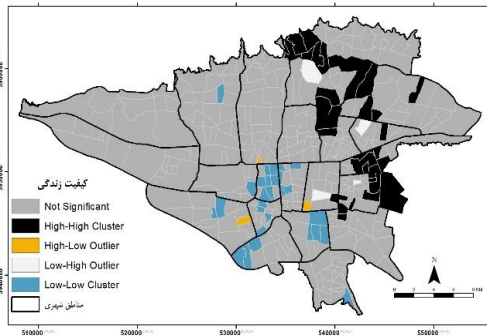 کیفیت زندگی
Not Significant
High-High Cluster
High-Low Outlier
Low-High Outlier
Low-Low Cluster
مناطق شهری
N
0 2 4 6 8 KM
510000 520000 530000 540000 550000